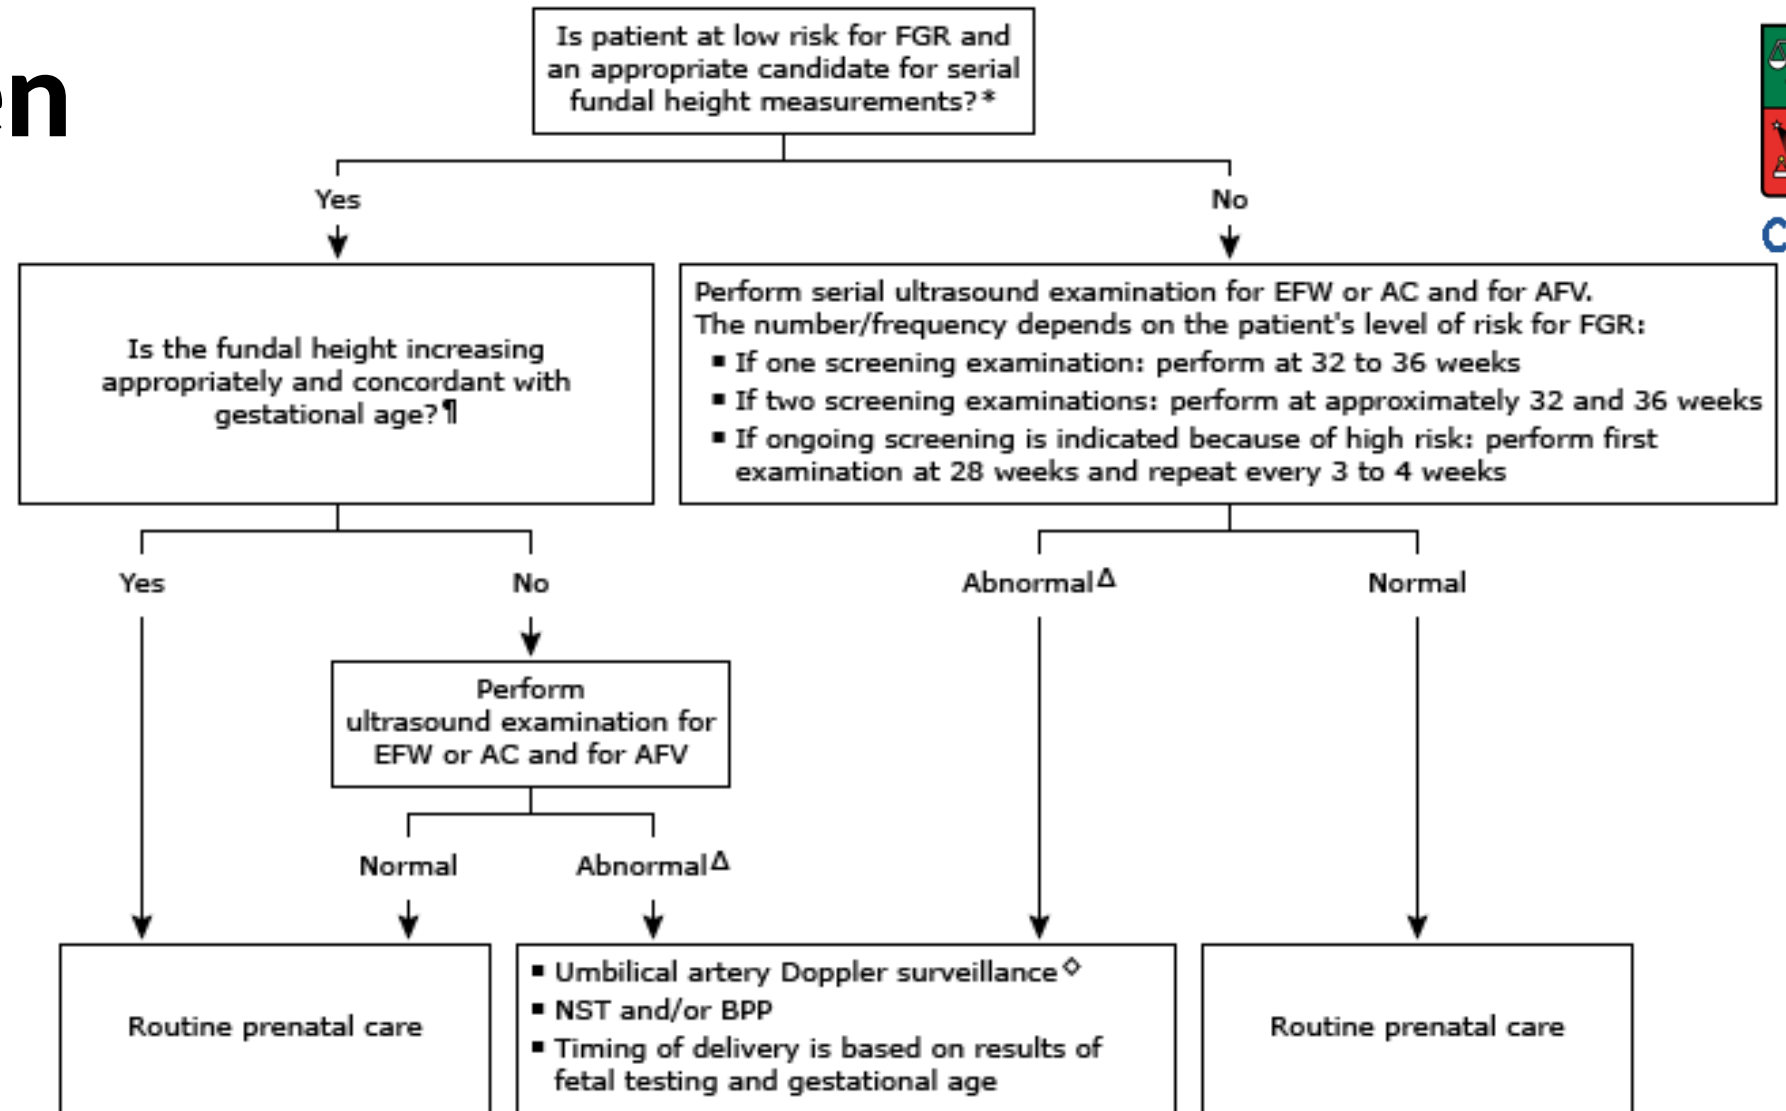 en
Is patient at low risk for FGR and
an appropriate candidate for serial
fundal height measurements?*
Yes
No
Is the fundal height increasing
appropriately and concordant with
gestational age?¶
Perform serial ultrasound examination for EFW or AC and for AFV.
The number/frequency depends on the patient's level of risk for FGR:
▪ If one screening examination: perform at 32 to 36 weeks
▪ If two screening examinations: perform at approximately 32 and 36 weeks
▪ If ongoing screening is indicated because of high risk: perform first
examination at 28 weeks and repeat every 3 to 4 weeks
Yes
No
AbnormalΔ
Normal
Perform
ultrasound examination for
EFW or AC and for AFV
Normal
AbnormalΔ
Routine prenatal care
▪ Umbilical artery Doppler surveillance◇
▪ NST and/or BPP
▪ Timing of delivery is based on results of
fetal testing and gestational age
Routine prenatal care